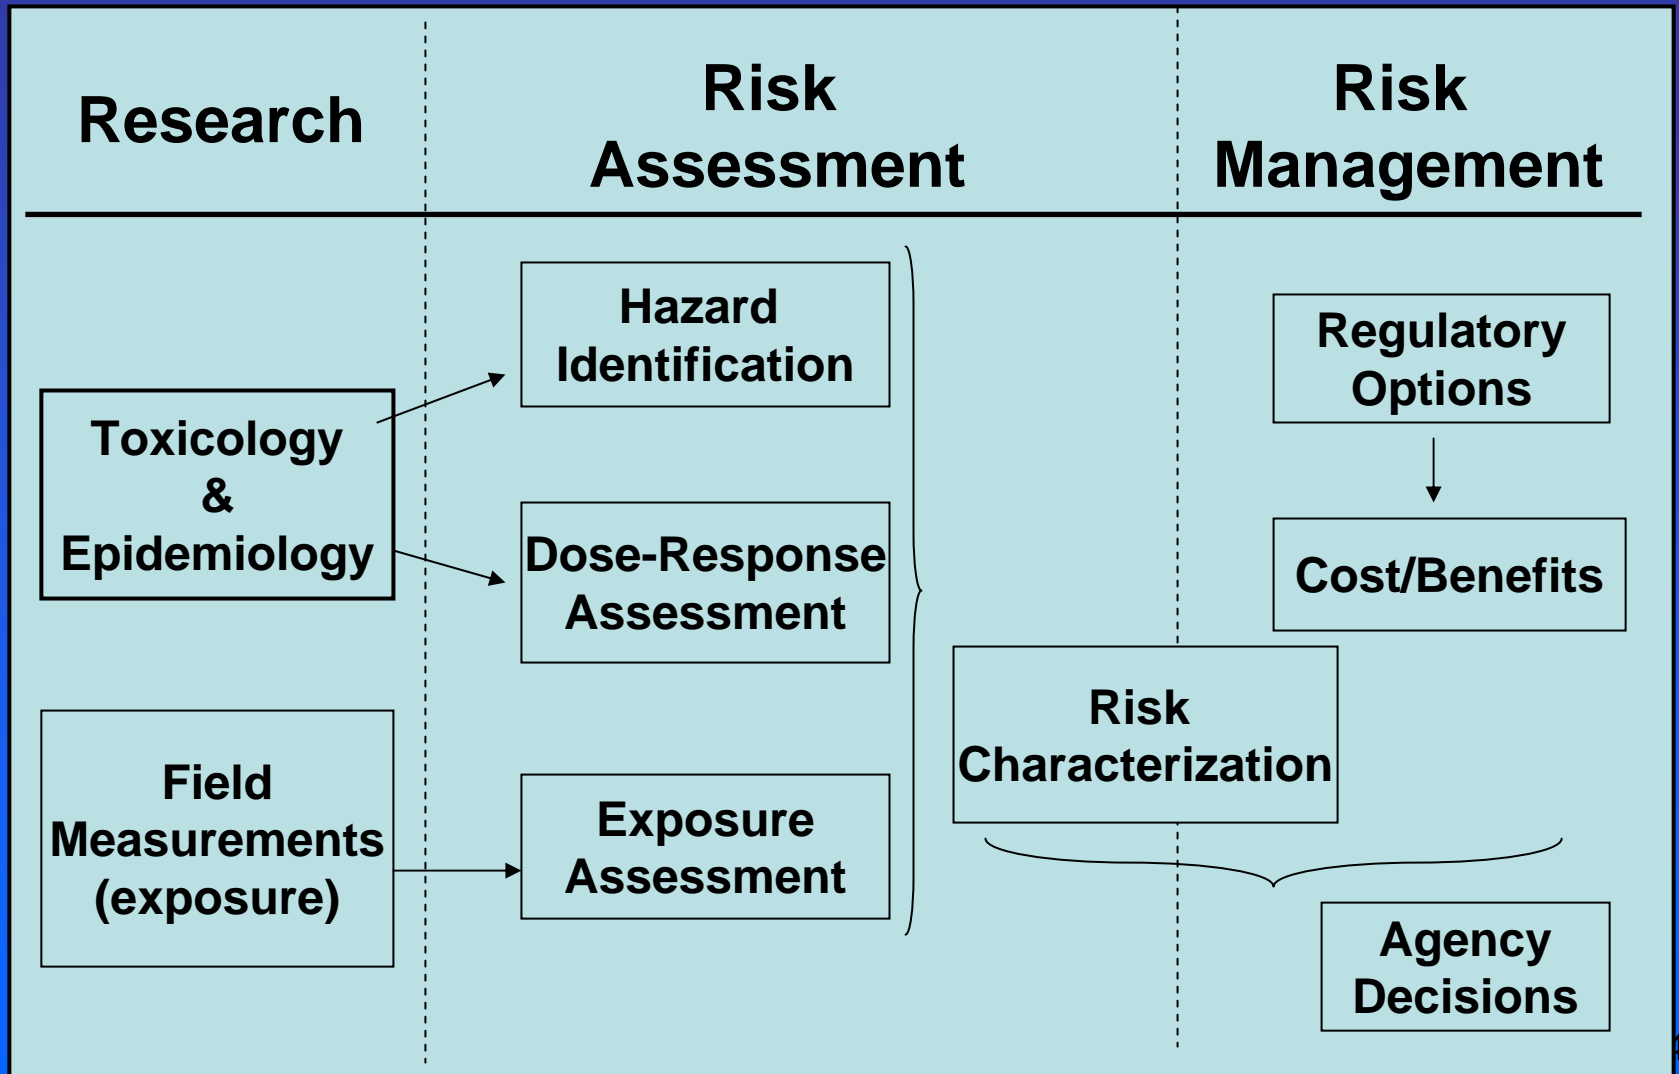 Research
Risk
Assessment
Risk
Management
Toxicology
&
Epidemiology
Field
Measurements
(exposure)
Hazard
Identification
Dose-Response
Assessment
Exposure
Assessment
Risk
Characterization
Regulatory
Options
Cost/Benefits
Agency
Decisions